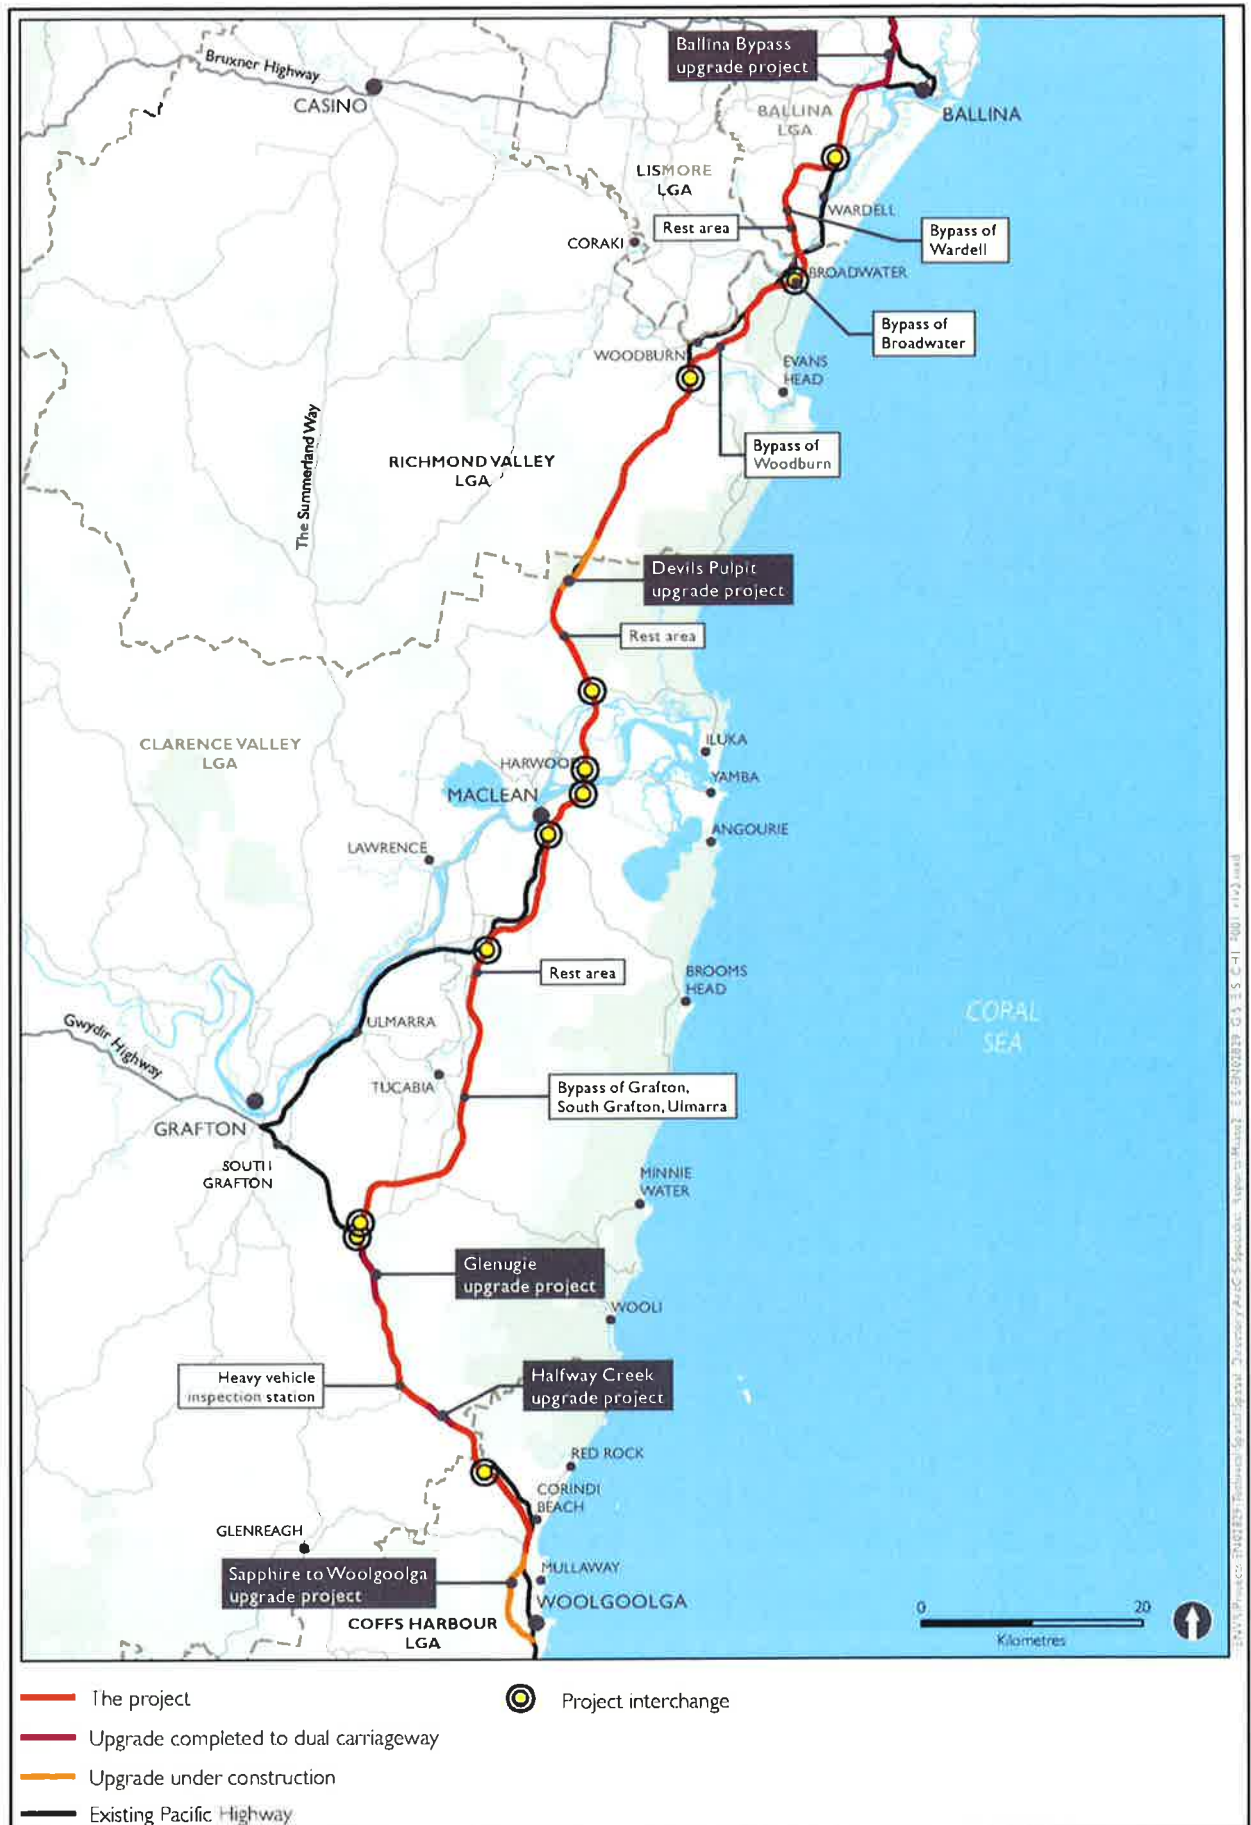 Ballina Bypass
upgrade project
Bruxner Highway
CASINO
BALLINA
LGA
BALLINA
LISMORE
LGA
WARDELL
Rest area
Bypass of
Wardell
CORAKI
BROADWATER
Bypass of
Broadwater
WOODBURN
EVANS
HEAD
The Summerland Way
Bypass of
Woodburn
RICHMOND VALLEY
LGA
Devils Pulpit
upgrade project
Rest area
CLARENCE VALLEY
LGA
ILUKA
HARWOOD
YAMBA
MACLEAN
ANGOURIE
LAWRENCE
Rest area
BROOMS
HEAD
CORAL
SEA
Gwydir Highway
ULMARRA
TUCABIA
Bypass of Grafton,
South Grafton, Ulmarra
GRAFTON
SOUTH
GRAFTON
MINNIE
WATER
Glenugie
upgrade project
WOOLI
Heavy vehicle
inspection station
Halfway Creek
upgrade project
RED ROCK
CORINDI
BEACH
GLENREAGH
Sapphire to Woolgoolga
upgrade project
MULLAWAY
WOOLGOOLGA
COFFS HARBOUR
LGA
0 20
Kilometres
The project
Project interchange
Upgrade completed to dual carriageway
Upgrade under construction
Existing Pacific Highway